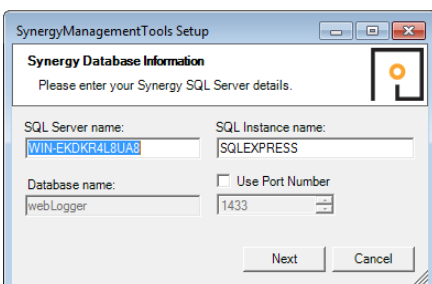 SynergyManagementTools Setup
Synergy Database Information
Please enter your Synergy SQL Server details.
SQL Server name:
SQL Instance name:
WIN-EKDKR4L8UA8
SQLEXPRESS
Database name:
Use Port Number
webLogger
1433
Next
Cancel